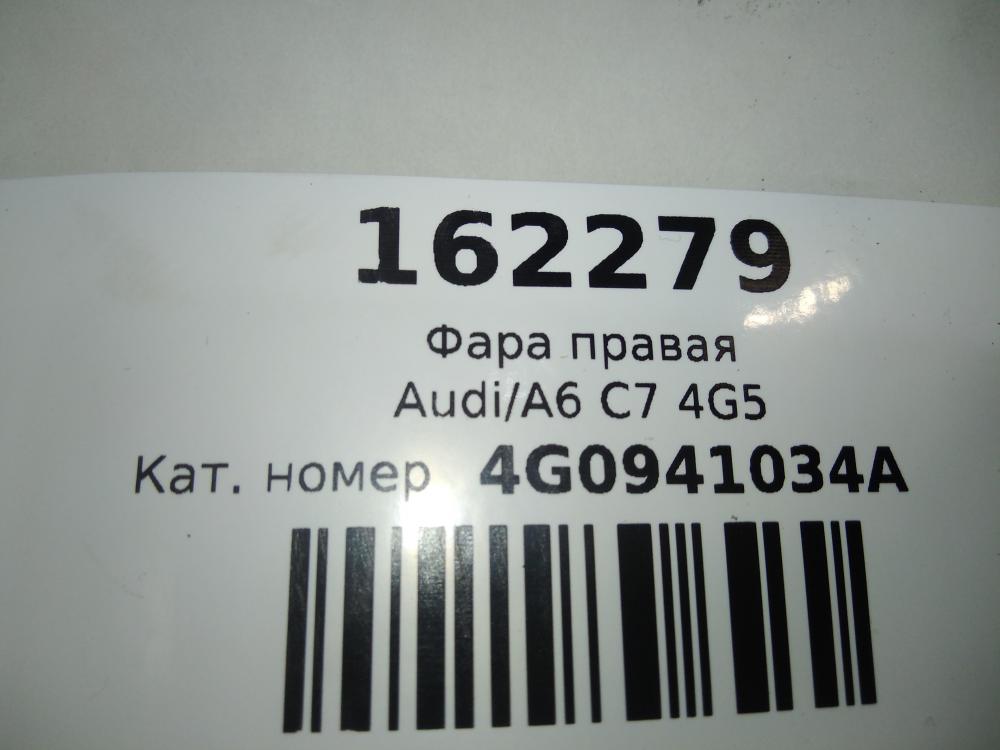 162279
Фара правая
Audi/A6 C7 4G5
Кат. номер 4G0941034A